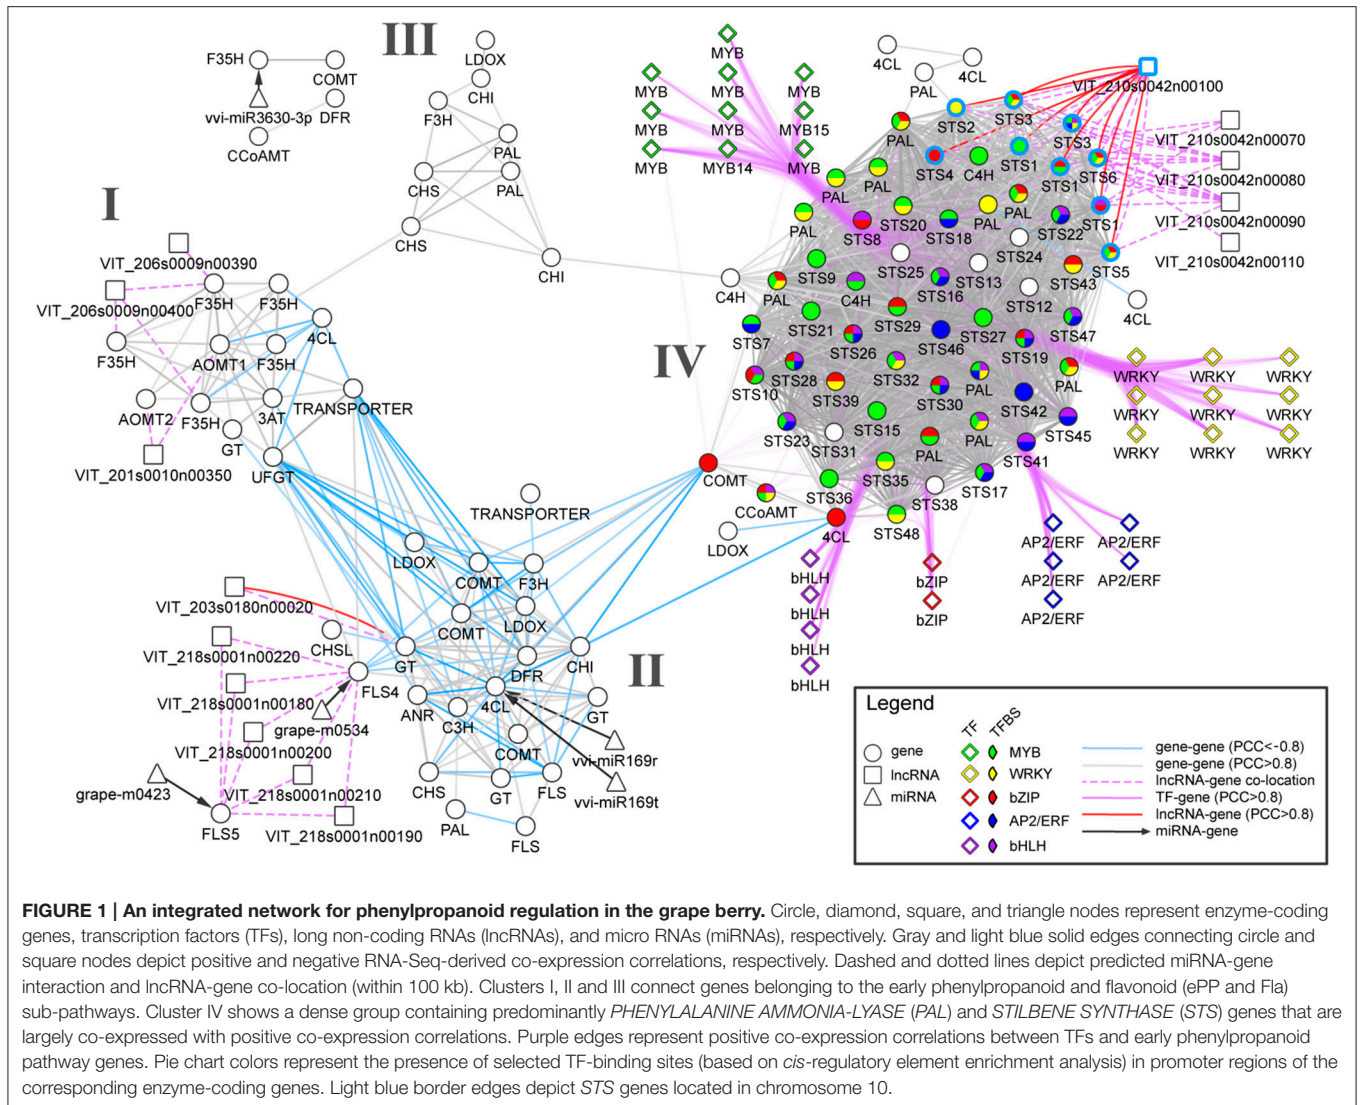 III
F35H
COMT
DFR
vvi-miR3630-3p
CCoAMT
LDOX
CHI
F3H
PAL
PAL
CHS
CHS
CHI
I
VIT_206s0009n00390
F35H
F35H
VIT_206s0009n00400
4CL
F35H
AOMT1
F35H
AOMT2
F35H
3AT
TRANSPORTER
GT
VIT_201s0010n00350
UFGT
MYB
MYB
MYB
MYB
MYB
MYB
MYB15
MYB
MYB14
MYB
4CL
4CL
PAL
VIT_210s0042n00100
STS2
STS3
PAL
STS3
VIT_210s0042n00070
STS4
C4H
STS1
STS1
STS6
VIT_210s0042n00080
PAL
PAL
PAL
STS8
STS20
STS18
PAL
STS22
STS1
VIT_210s0042n00090
STS24
VIT_210s0042n00110
STS9
STS25
STS13
STS43
STS5
C4H
PAL
C4H
STS16
STS12
4CL
STS7
STS21
STS29
STS27
STS47
IV
STS26
STS46
STS19
STS10
STS28
STS39
STS32
STS30
PAL
STS42
PAL
STS23
STS31
STS15
PAL
PAL
STS45
STS41
WRKY
WRKY
WRKY
WRKY
WRKY
WRKY
WRKY
WRKY
WRKY
COMT
STS36
STS35
STS38
STS17
CCoAMT
LDOX
4CL
STS48
AP2/ERF
AP2/ERF
AP2/ERF
AP2/ERF
AP2/ERF
bHLH
bHLH
bHLH
bHLH
bZIP
bZIP
TRANSPORTER
LDOX
COMT
F3H
VIT_203s0180n00020
COMT
LDOX
CHSL
VIT_218s0001n00220
GT
DFR
CHI
II
FLS4
VIT_218s0001n00180
ANR
C3H
4CL
GT
grape-m0534
VIT_218s0001n00200
COMT
vvi-miR169r
grape-m0423
VIT_218s0001n00210
CHS
GT
FLS
vvi-miR169t
FLS5
VIT_218s0001n00190
PAL
FLS
Legend
TF
TFBS
gene
lncRNA
miRNA
MYB
WRKY
bZIP
AP2/ERF
bHLH
gene-gene (PCC<-0.8)
gene-gene (PCC>0.8)
lncRNA-gene co-location
TF-gene (PCC>0.8)
lncRNA-gene (PCC>0.8)
miRNA-gene
FIGURE 1 | An integrated network for phenylpropanoid regulation in the grape berry. Circle, diamond, square, and triangle nodes represent enzyme-coding
genes, transcription factors (TFs), long non-coding RNAs (lncRNAs), and micro RNAs (miRNAs), respectively. Gray and light blue solid edges connecting circle and
square nodes depict positive and negative RNA-Seq-derived co-expression correlations, respectively. Dashed and dotted lines depict predicted miRNA-gene
interaction and lncRNA-gene co-location (within 100 kb). Clusters I, II and III connect genes belonging to the early phenylpropanoid and flavonoid (ePP and Fla)
sub-pathways. Cluster IV shows a dense group containing predominantly PHENYLALANINE AMMONIA-LYASE (PAL) and STILBENE SYNTHASE (STS) genes that are
largely co-expressed with positive co-expression correlations. Purple edges represent positive co-expression correlations between TFs and early phenylpropanoid
pathway genes. Pie chart colors represent the presence of selected TF-binding sites (based on cis-regulatory element enrichment analysis) in promoter regions of the
corresponding enzyme-coding genes. Light blue border edges depict STS genes located in chromosome 10.